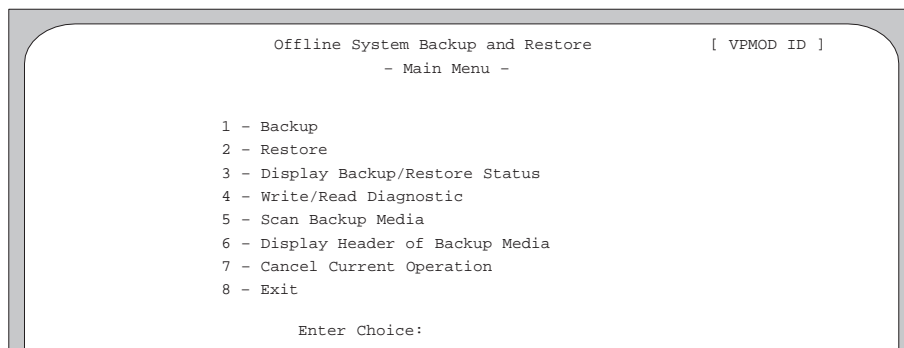 Offline System Backup and Restore [ VPMOD ID ]
– Main Menu –
1 – Backup
2 – Restore
3 – Display Backup/Restore Status
4 – Write/Read Diagnostic
5 – Scan Backup Media
6 – Display Header of Backup Media
7 – Cancel Current Operation
8 – Exit
Enter Choice: